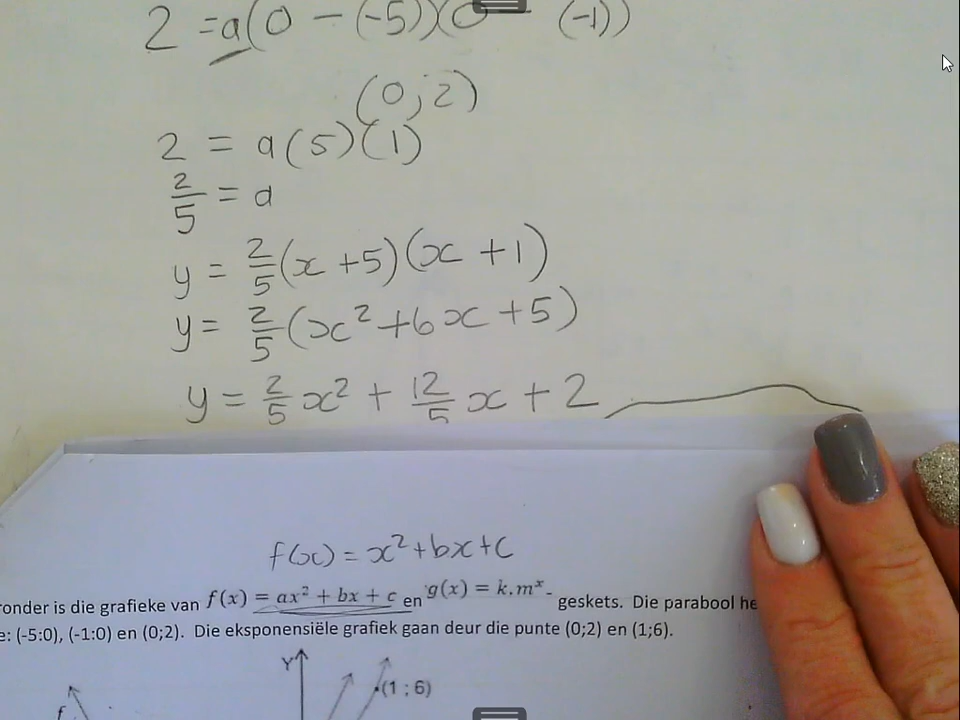 2 = a(0 - (-5))(0 - (-1))
(0;2)
2 = a(5)(1)
2/5 = a
y = 2/5(x+5)(x+1)
y = 2/5(x²+6x+5)
y = 2/5x² + 12/5x + 2
f(x) = x²+bx+c
ronder is die grafieke van f(x) = ax² + bx + c en g(x) = k.mˣ- geskets. Die parabool he
e: (-5:0), (-1:0) en (0;2). Die eksponensiële grafiek gaan deur die punte (0;2) en (1;6).
Y
(1 ; 6)
f